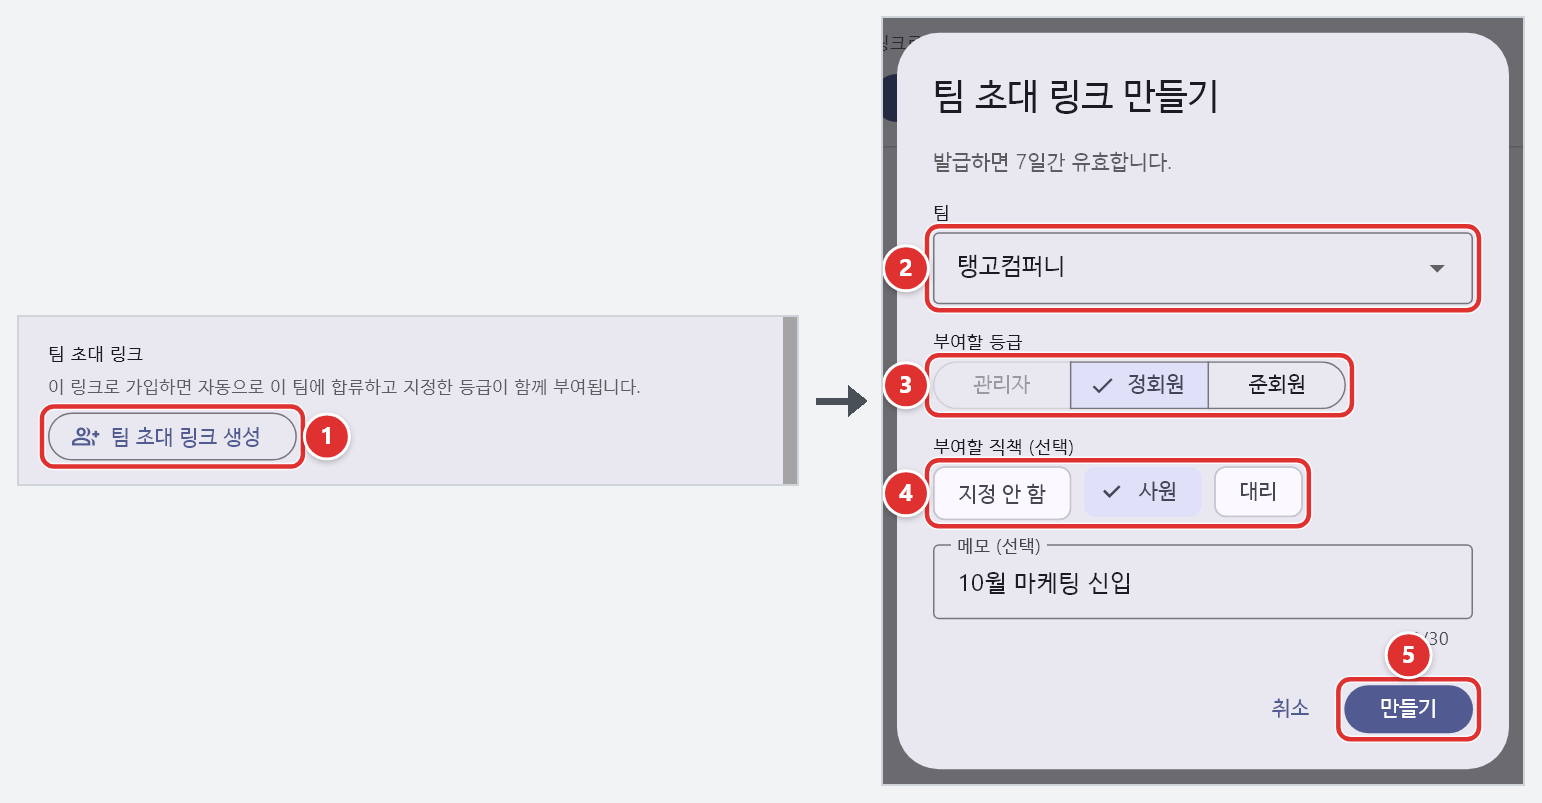 팀 초대 링크
이 링크로 가입하면 자동으로 이 팀에 합류하고 지정한 등급이 함께 부여됩니다.
팀 초대 링크 생성
1
팀 초대 링크 만들기
발급하면 7일간 유효합니다.
팀
2
탱고컴퍼니
부여할 등급
3
관리자
정회원
준회원
부여할 직책 (선택)
4
지정 안 함
사원
대리
메모 (선택)
10월 마케팅 신입
/30
5
취소
만들기